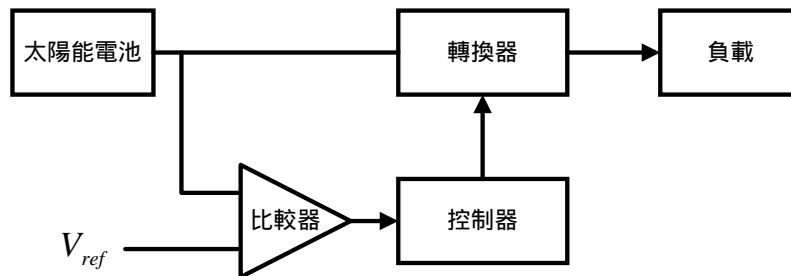 太陽能電池
轉換器
負載
比較器
控制器
V_ref